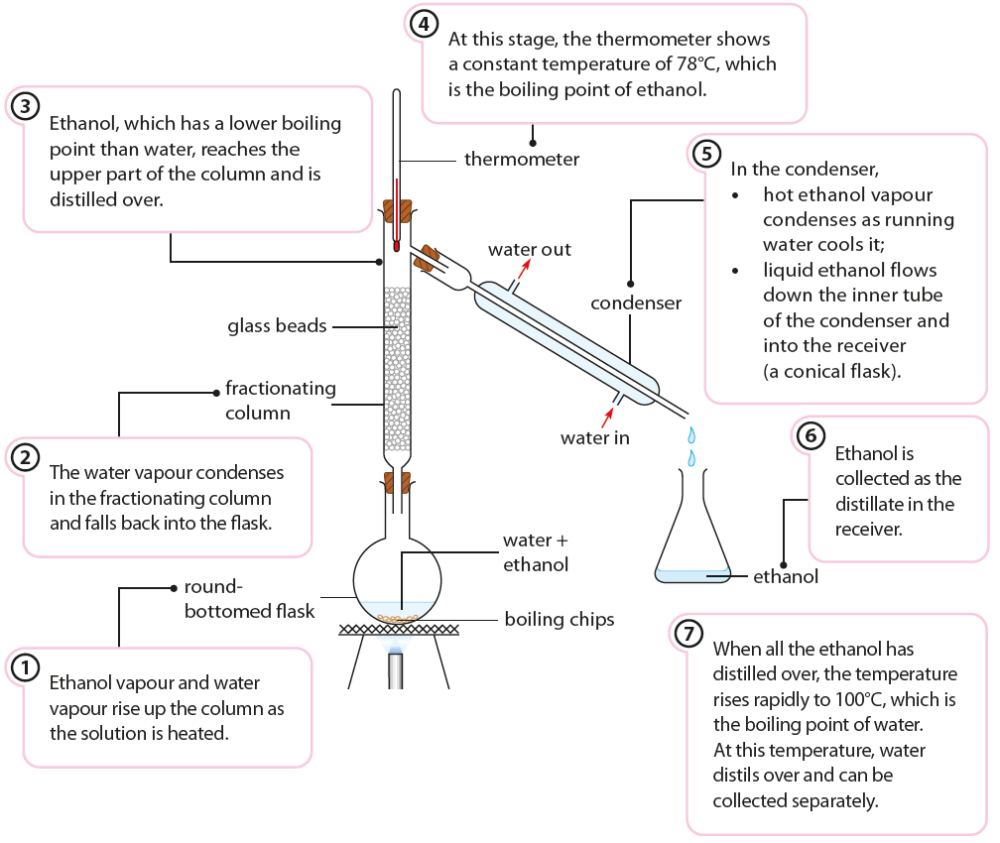 4
At this stage, the thermometer shows
a constant temperature of 78°C, which
is the boiling point of ethanol.
3
Ethanol, which has a lower boiling
point than water, reaches the
upper part of the column and is
distilled over.
thermometer
5
In the condenser,
• hot ethanol vapour
condenses as running
water cools it;
• liquid ethanol flows
down the inner tube
of the condenser and
into the receiver
(a conical flask).
water out
condenser
glass beads
fractionating
column
water in
2
The water vapour condenses
in the fractionating column
and falls back into the flask.
6
Ethanol is
collected as the
distillate in the
receiver.
water +
ethanol
ethanol
round-
bottomed flask
boiling chips
1
Ethanol vapour and water
vapour rise up the column as
the solution is heated.
7
When all the ethanol has
distilled over, the temperature
rises rapidly to 100°C, which is
the boiling point of water.
At this temperature, water
distils over and can be
collected separately.